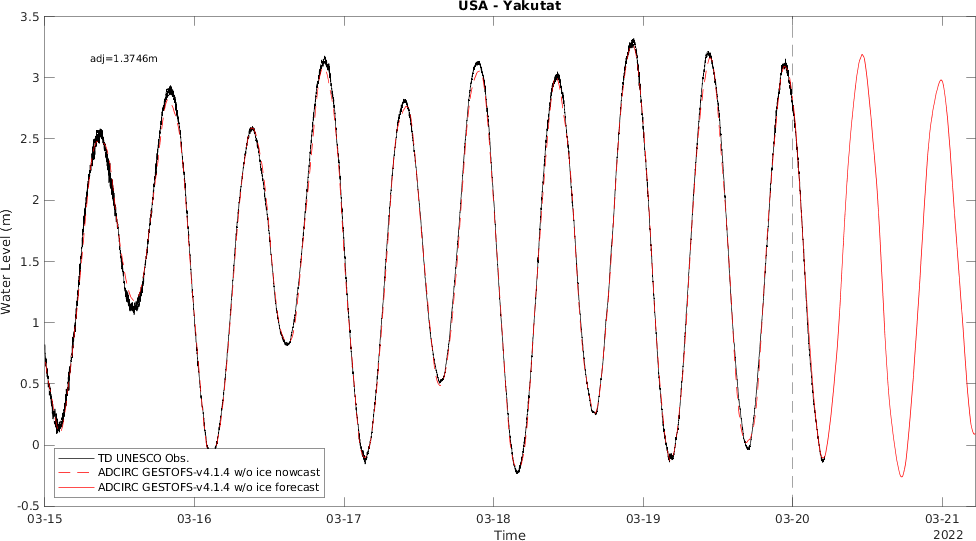 USA - Yakutat
adj=1.3746m
Water Level (m)
3.5
3
2.5
2
1.5
1
0.5
0
-0.5
TD UNESCO Obs.
ADCIRC GESTOFS-v4.1.4 w/o ice nowcast
ADCIRC GESTOFS-v4.1.4 w/o ice forecast
03-15 03-16 03-17 03-18 03-19 03-20 03-21
Time
2022